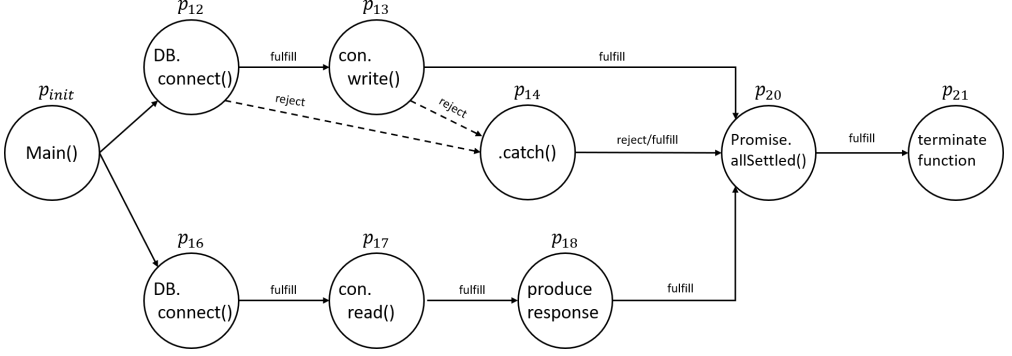 p12
p13
DB.
connect()
fulfill
con.
write()
fulfill
pinit
reject
reject
p14
p20
p21
Main()
.catch()
reject/fulfill
Promise.
allSettled()
fulfill
terminate
function
p16
p17
p18
DB.
connect()
fulfill
con.
read()
fulfill
produce
response
fulfill